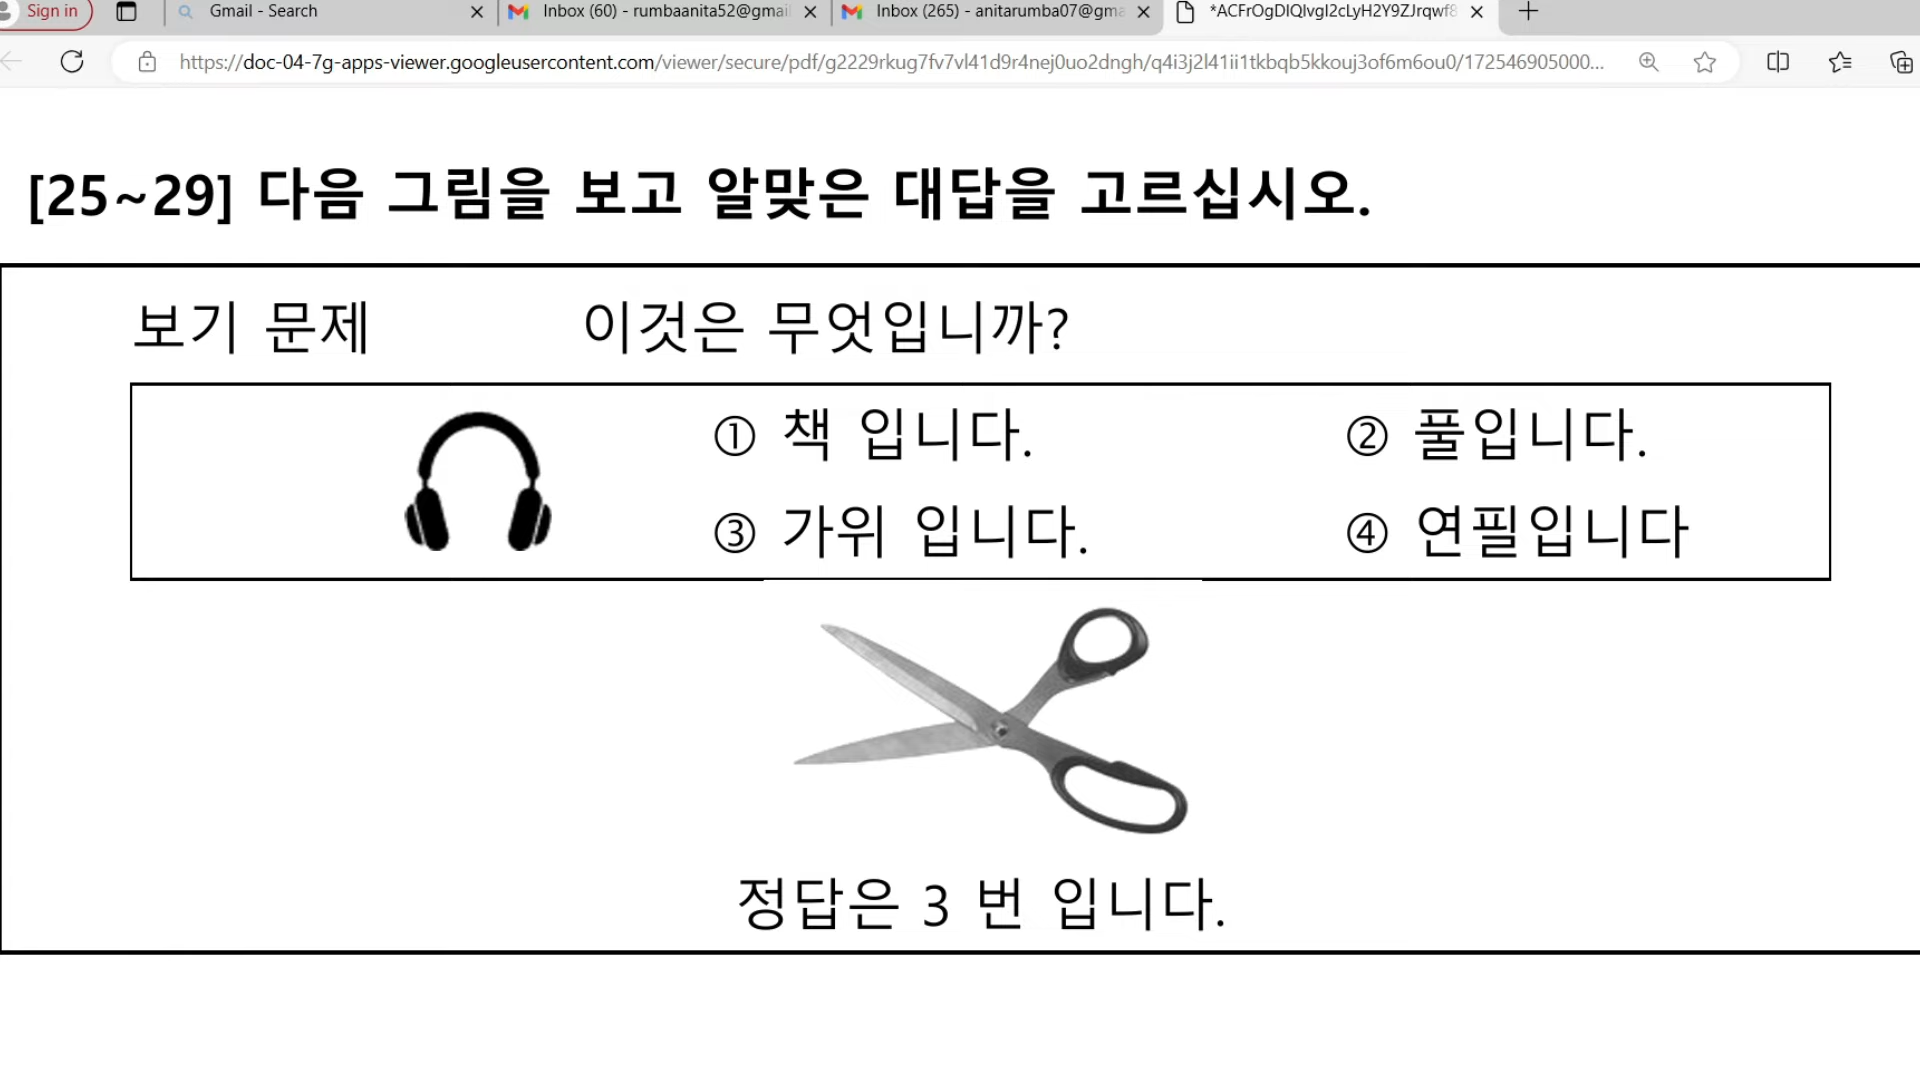 Sign in
Gmail - Search
Inbox (60) - rumbaanita52@gmail
Inbox (265) - anitarumba07@gma
*ACFrOgDIQIvgI2cLyH2Y9ZJrqwf8
https://doc-04-7g-apps-viewer.googleusercontent.com/viewer/secure/pdf/g2229rkug7fv7vl41d9r4nej0uo2dngh/q4i3j2l41ii1tkbqb5kkouj3of6m6ou0/172546905000...
[25~29] 다음 그림을 보고 알맞은 대답을 고르십시오.
보기 문제 이것은 무엇입니까?
① 책 입니다. ② 풀입니다.
③ 가위 입니다. ④ 연필입니다
정답은 3 번 입니다.